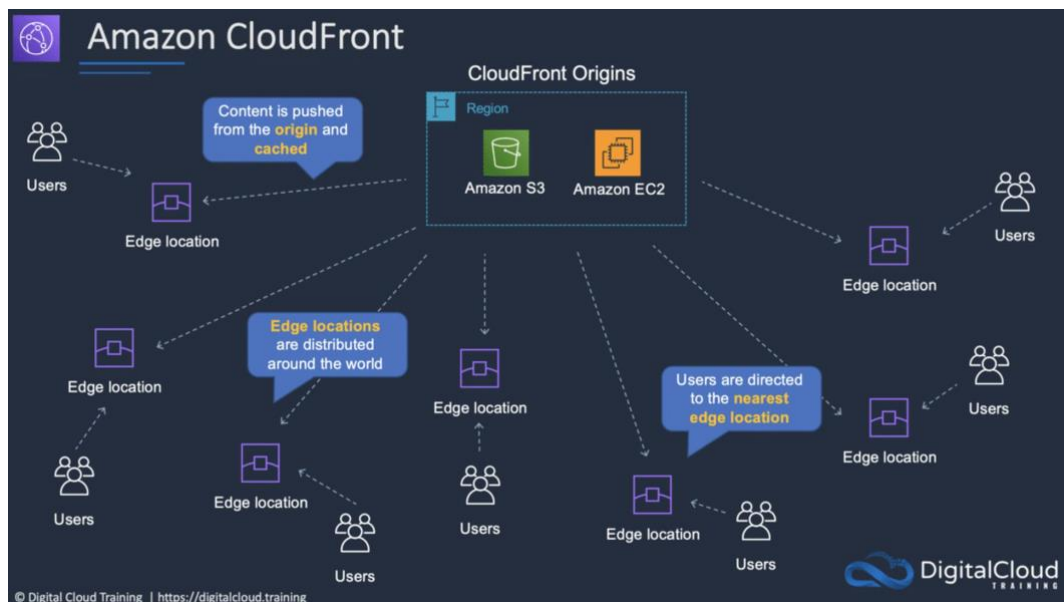 Amazon CloudFront
CloudFront Origins
Region
Amazon S3
Amazon EC2
Content is pushed
from the origin and
cached
Users
Edge location
Users
Edge location
Edge locations
are distributed
around the world
Edge location
Edge location
Users are directed
to the nearest
edge location
Users
Edge location
Users
Edge location
Users
Edge location
Users
Users
Users
© Digital Cloud Training | https://digitalcloud.training
DigitalCloud
TRAINING